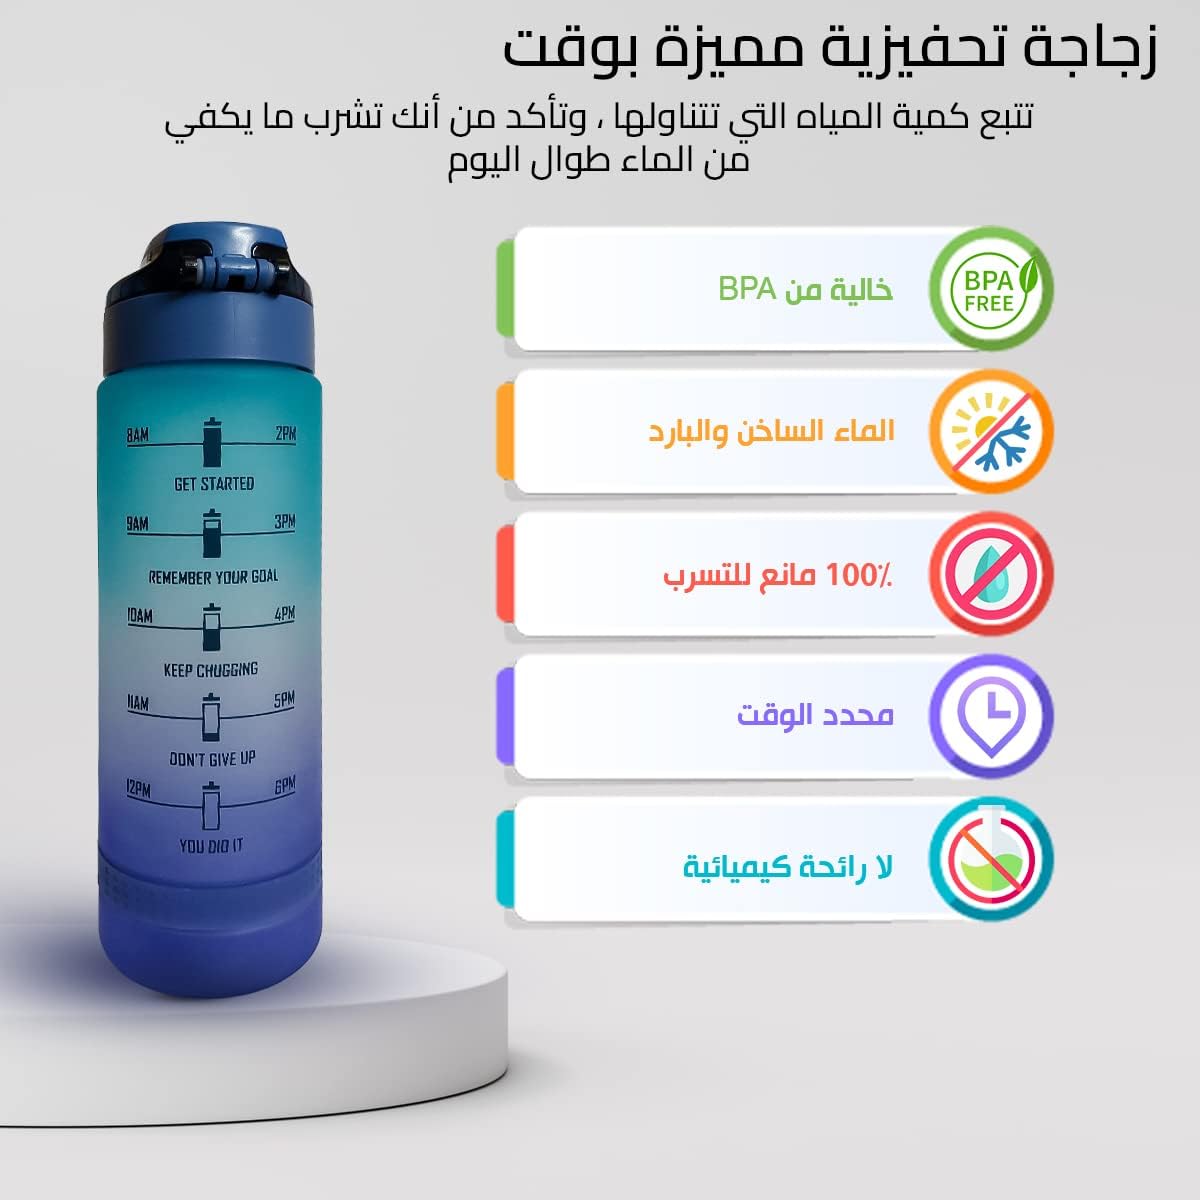 زجاجة تحفيزية مميزة بوقت
تتبع كمية المياه التي تتناولها ، وتأكد من أنك تشرب ما يكفي
من الماء طوال اليوم
خالية من BPA
BPA
FREE
الماء الساخن والبارد
100٪ مانع للتسرب
محدد الوقت
لا رائحة كيميائية
8AM 2PM
GET STARTED
9AM 3PM
REMEMBER YOUR GOAL
10AM 4PM
KEEP CHUGGING
11AM 5PM
DON'T GIVE UP
12PM 6PM
YOU DID IT